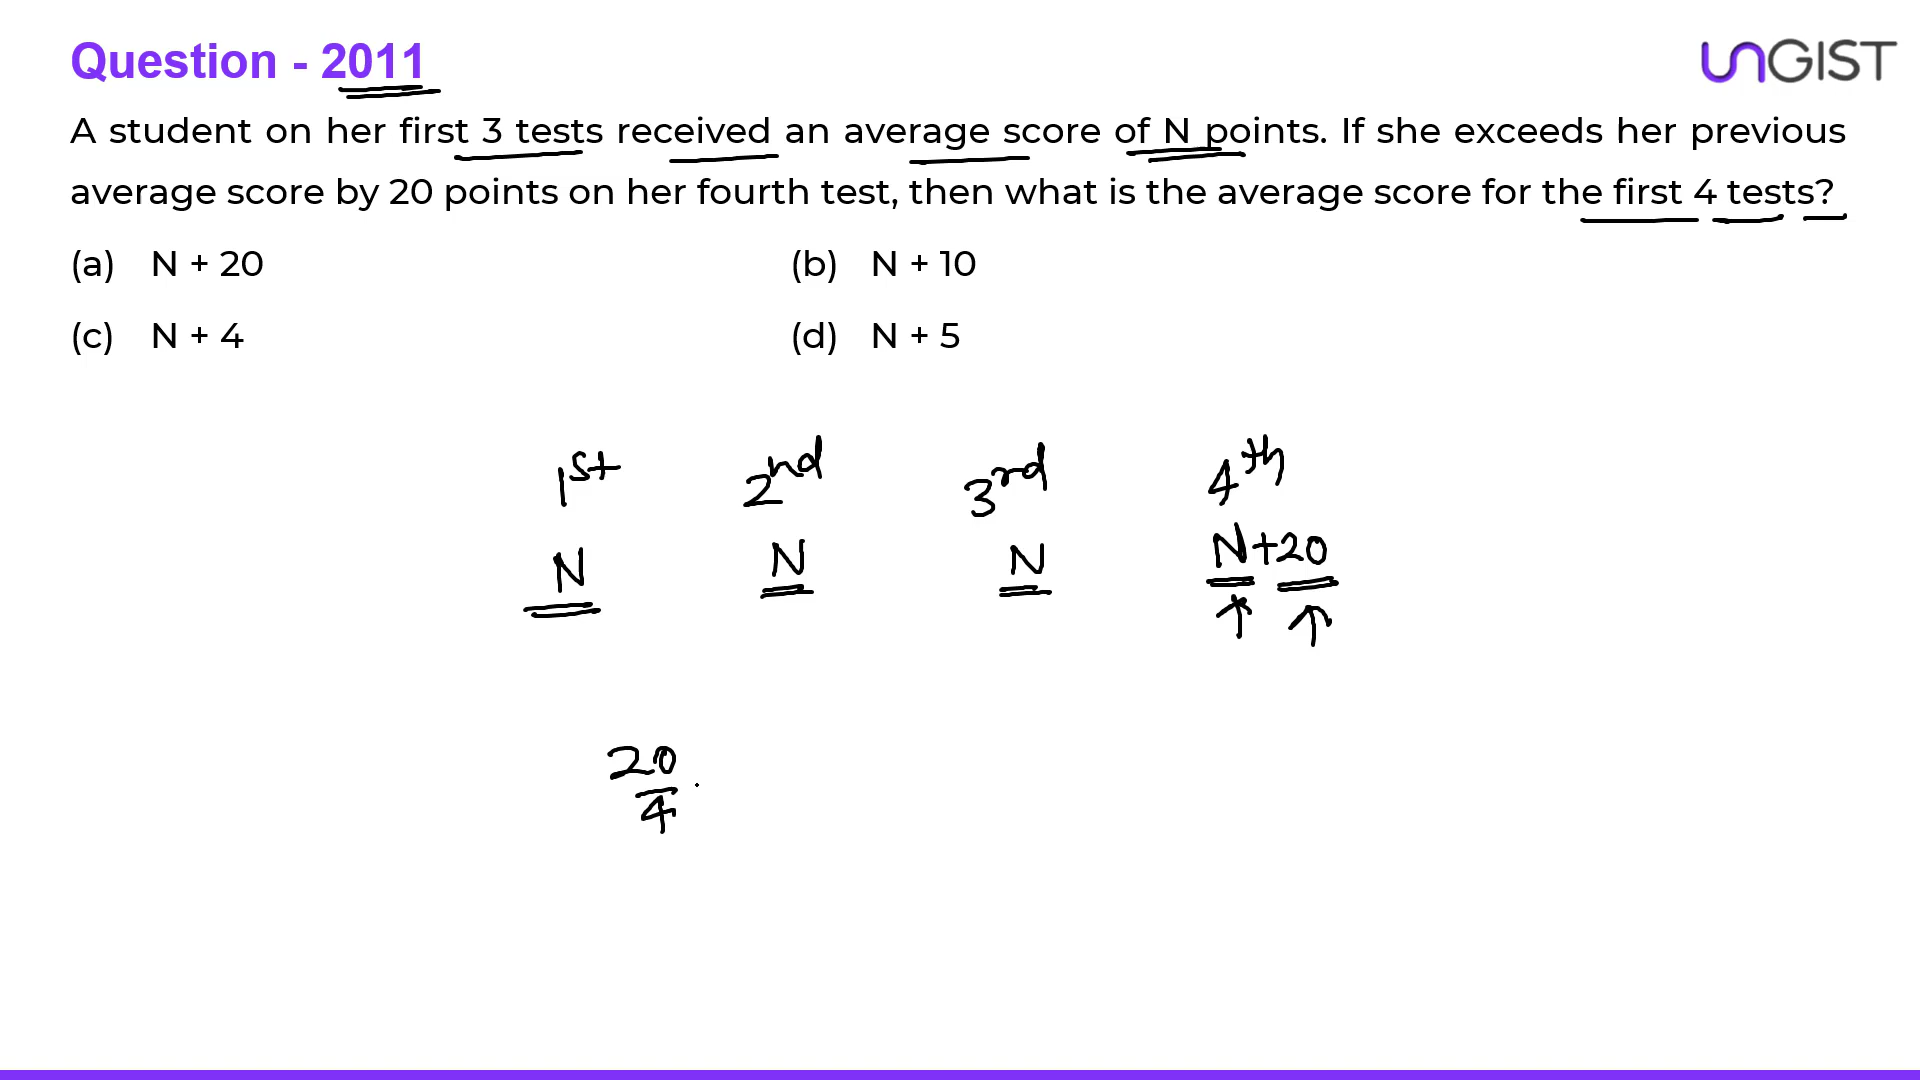 Question - 2011
UNGIST
A student on her first 3 tests received an average score of N points. If she exceeds her previous
average score by 20 points on her fourth test, then what is the average score for the first 4 tests?
(a) N + 20 (b) N + 10
(c) N + 4 (d) N + 5
1st 2nd 3rd 4th
N N N N+20
20
4